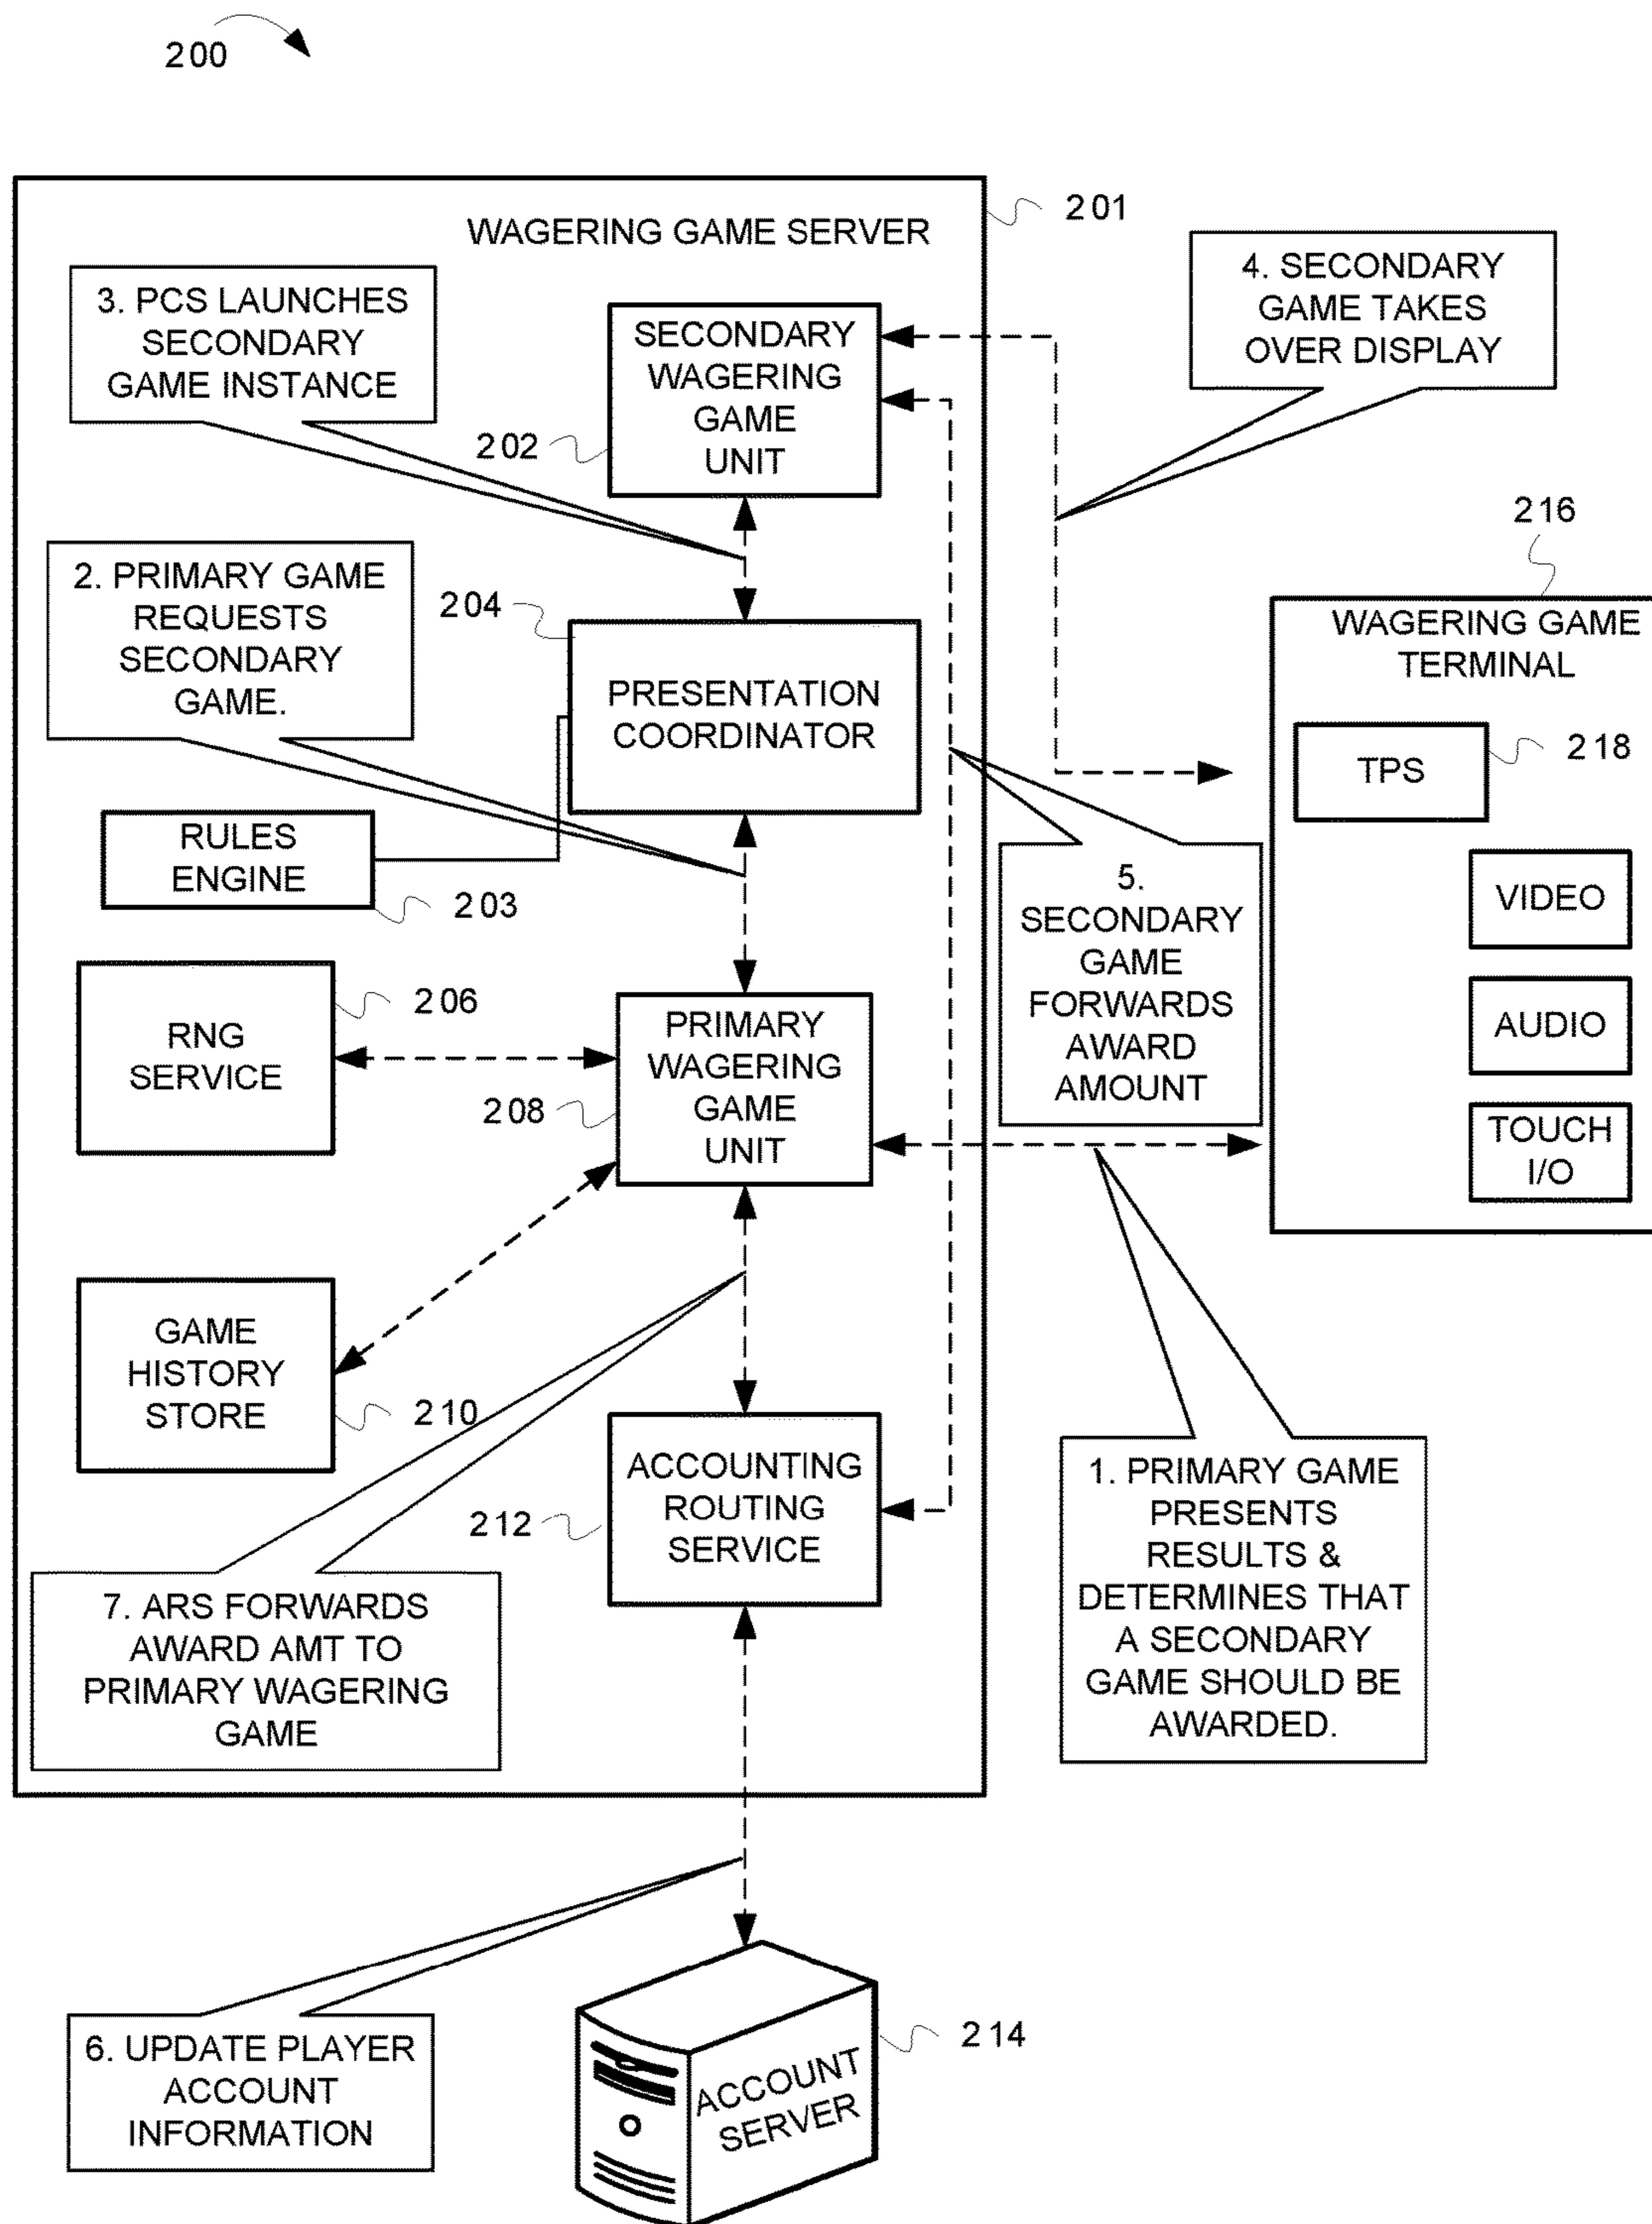 200
WAGERING GAME SERVER
201
3. PCS LAUNCHES
SECONDARY
GAME INSTANCE
SECONDARY
WAGERING
GAME
UNIT
202
4. SECONDARY
GAME TAKES
OVER DISPLAY
2. PRIMARY GAME
REQUESTS
SECONDARY
GAME.
204
PRESENTATION
COORDINATOR
216
WAGERING GAME
TERMINAL
TPS
218
VIDEO
AUDIO
TOUCH
I/O
RULES
ENGINE
203
5.
SECONDARY
GAME
FORWARDS
AWARD
AMOUNT
RNG
SERVICE
206
PRIMARY
WAGERING
GAME
UNIT
208
GAME
HISTORY
STORE
210
ACCOUNTING
ROUTING
SERVICE
212
1. PRIMARY GAME
PRESENTS
RESULTS &
DETERMINES THAT
A SECONDARY
GAME SHOULD BE
AWARDED.
7. ARS FORWARDS
AWARD AMT TO
PRIMARY WAGERING
GAME
6. UPDATE PLAYER
ACCOUNT
INFORMATION
ACCOUNT
SERVER
214